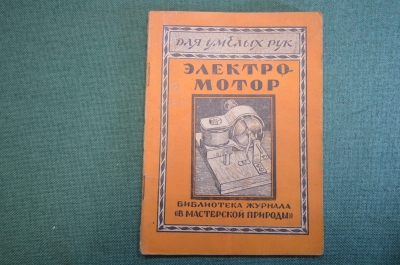 ДЛЯ УМЕЛЫХ РУК
ЭЛЕКТРО-
МОТОР
БИБЛИОТЕКА ЖУРНАЛА
«В МАСТЕРСКОЙ ПРИРОДЫ»